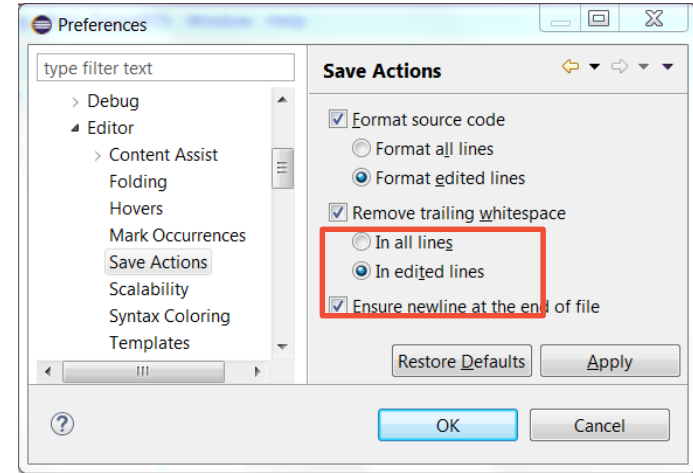 Preferences
type filter text
Debug
Editor
Content Assist
Folding
Hovers
Mark Occurrences
Save Actions
Scalability
Syntax Coloring
Templates
Save Actions
Format source code
Format all lines
Format edited lines
Remove trailing whitespace
In all lines
In edited lines
Ensure newline at the end of file
Restore Defaults
Apply
OK
Cancel